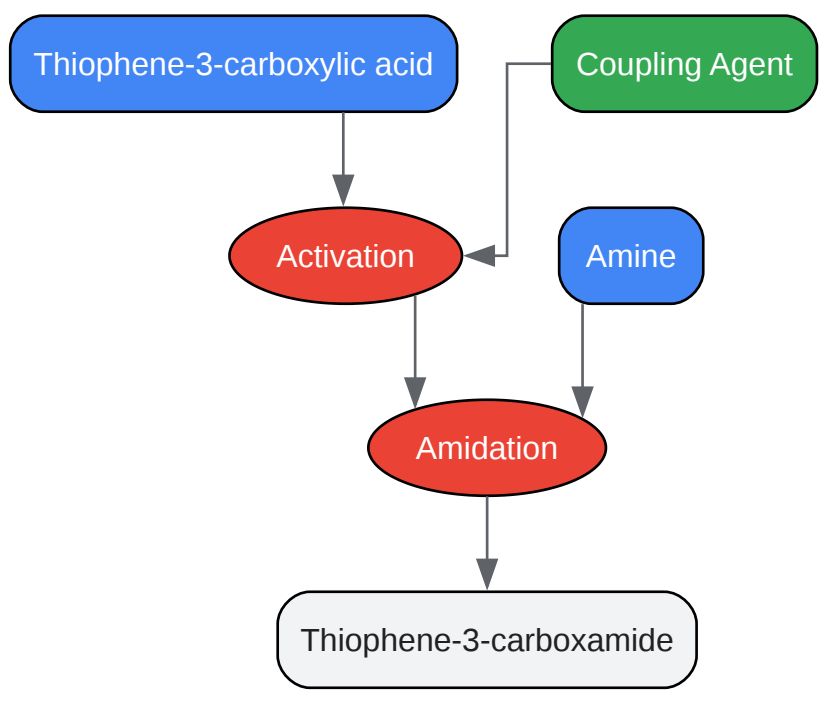 Thiophene-3-carboxylic acid
Coupling Agent
Activation
Amine
Amidation
Thiophene-3-carboxamide